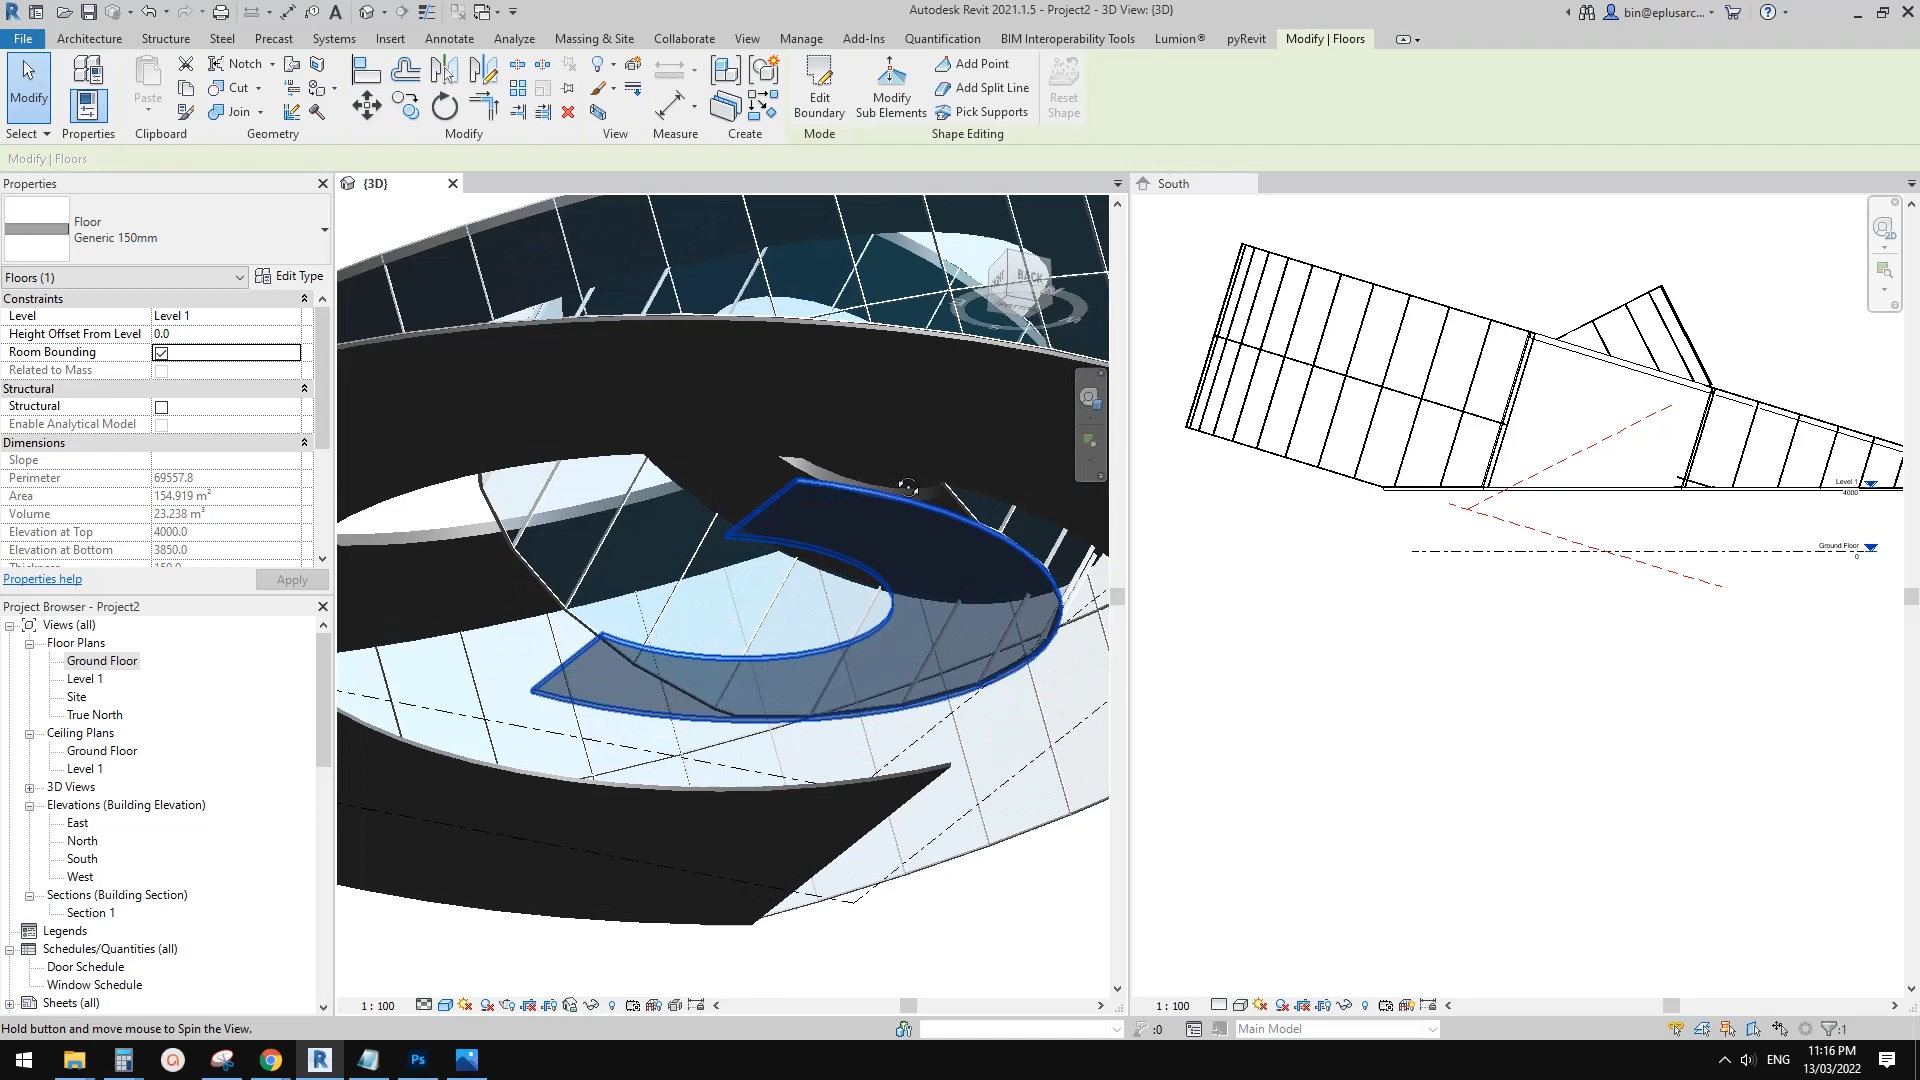 Autodesk Revit 2021.1.5 - Project2 - 3D View: {3D}
bin@eplusarc...
File
Architecture
Structure
Steel
Precast
Systems
Insert
Annotate
Analyze
Massing & Site
Collaborate
View
Manage
Add-Ins
Quantification
BIM Interoperability Tools
Lumion®
pyRevit
Modify | Floors
Modify
Properties
Paste
Notch
Cut
Join
Edit
Boundary
Modify
Sub Elements
Add Point
Add Split Line
Pick Supports
Reset
Shape
Select
Properties
Clipboard
Geometry
Modify
View
Measure
Create
Mode
Shape Editing
Modify | Floors
Properties
Floor
Generic 150mm
Floors (1)
Edit Type
Constraints
Level
Level 1
Height Offset From Level
0.0
Room Bounding
Related to Mass
Structural
Structural
Enable Analytical Model
Dimensions
Slope
Perimeter
69557.8
Area
154.919 m²
Volume
23.238 m³
Elevation at Top
4000.0
Elevation at Bottom
3850.0
Properties help
Apply
Project Browser - Project2
Views (all)
Floor Plans
Ground Floor
Level 1
Site
True North
Ceiling Plans
Ground Floor
Level 1
3D Views
Elevations (Building Elevation)
East
North
South
West
Sections (Building Section)
Section 1
Legends
Schedules/Quantities (all)
Door Schedule
Window Schedule
Sheets (all)
{3D}
BACK
1 : 100
South
Level 1
4000
Ground Floor
0
1 : 100
Hold button and move mouse to Spin the View.
:0
Main Model
:1
Ps
ENG
11:16 PM
13/03/2022